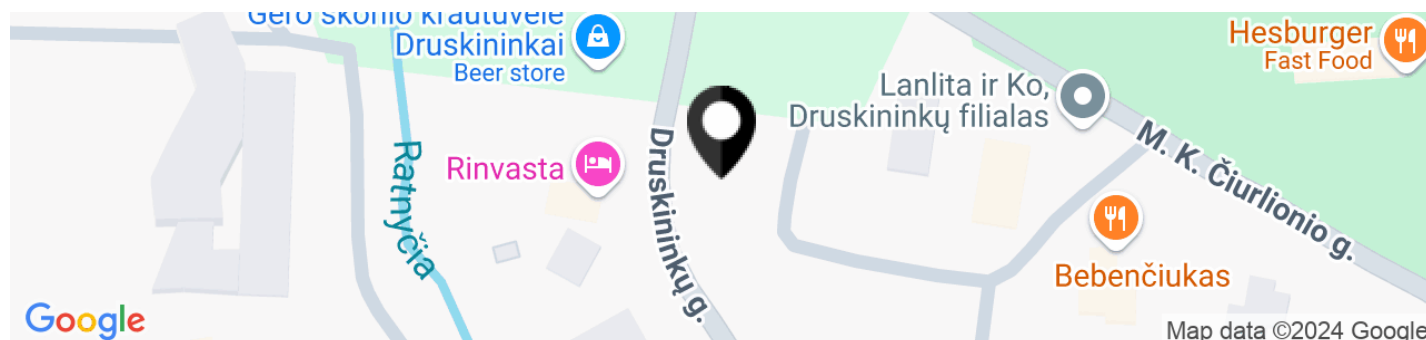 Gero skonio krautuvėlė
Druskininkai
Beer store
Hesburger
Fast Food
Lanlita ir Ko,
Druskininkų filialas
M. K. Čiurlionio g.
Rinvasta
Druskininkų g.
Ratnyčia
Bebenčiukas
Google
Map data ©2024 Google